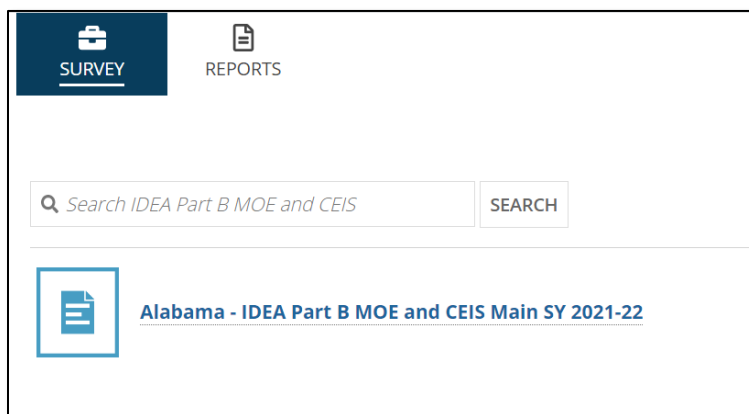 SURVEY
REPORTS
Search IDEA Part B MOE and CEIS
SEARCH
Alabama - IDEA Part B MOE and CEIS Main SY 2021-22